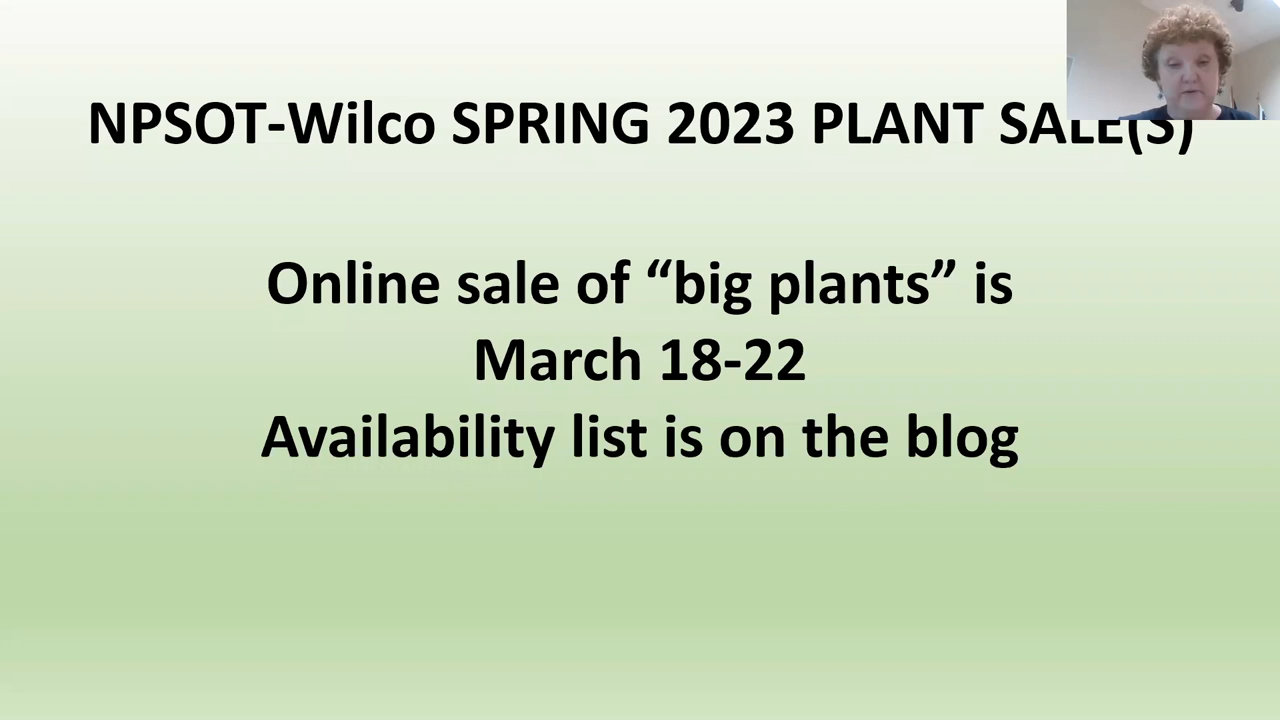 NPSOT-Wilco SPRING 2023 PLANT SALE(S)
Online sale of “big plants” is
March 18-22
Availability list is on the blog